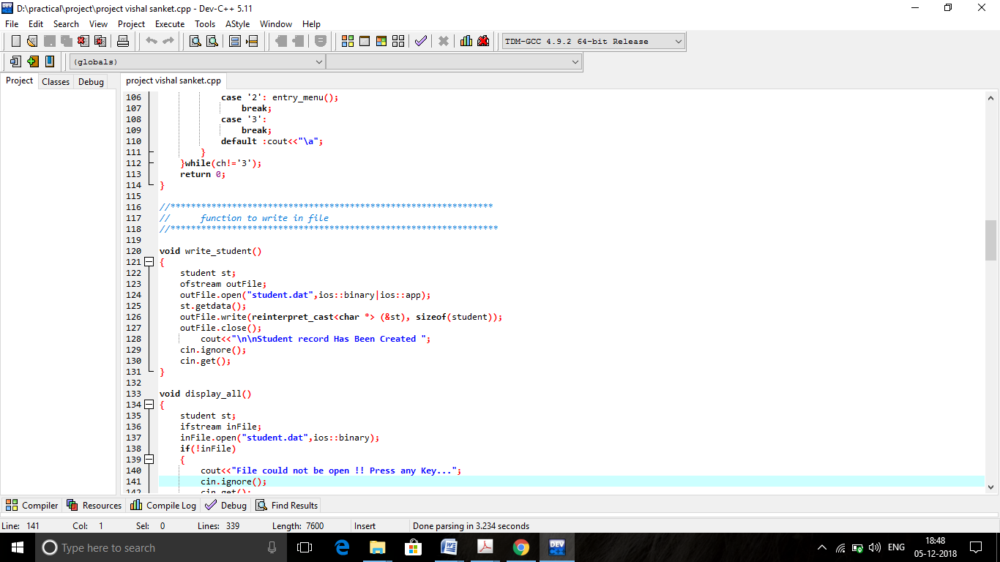 D:\practical\project\project vishal sanket.cpp - Dev-C++ 5.11
File Edit Search View Project Execute Tools AStyle Window Help
TDM-GCC 4.9.2 64-bit Release
(globals)
Project Classes Debug
project vishal sanket.cpp
106 case '2': entry_menu();
107 break;
108 case '3':
109 break;
110 default :cout<<"\a";
111 }
112 }while(ch!='3');
113 return 0;
114 }
115
116 //***************************************************************
117 // function to write in file
118 //****************************************************************
119
120 void write_student()
121 {
122 student st;
123 ofstream outFile;
124 outFile.open("student.dat",ios::binary|ios::app);
125 st.getdata();
126 outFile.write(reinterpret_cast<char *> (&st), sizeof(student));
127 outFile.close();
128 cout<<"\n\nStudent record Has Been Created ";
129 cin.ignore();
130 cin.get();
131 }
132
133 void display_all()
134 {
135 student st;
136 ifstream inFile;
137 inFile.open("student.dat",ios::binary);
138 if(!inFile)
139 {
140 cout<<"File could not be open !! Press any Key...";
141 cin.ignore();
142 cin.get();
Compiler Resources Compile Log Debug Find Results
Line: 141 Col: 1 Sel: 0 Lines: 339 Length: 7600 Insert Done parsing in 3.234 seconds
Type here to search
DEV
ENG
18:48
05-12-2018